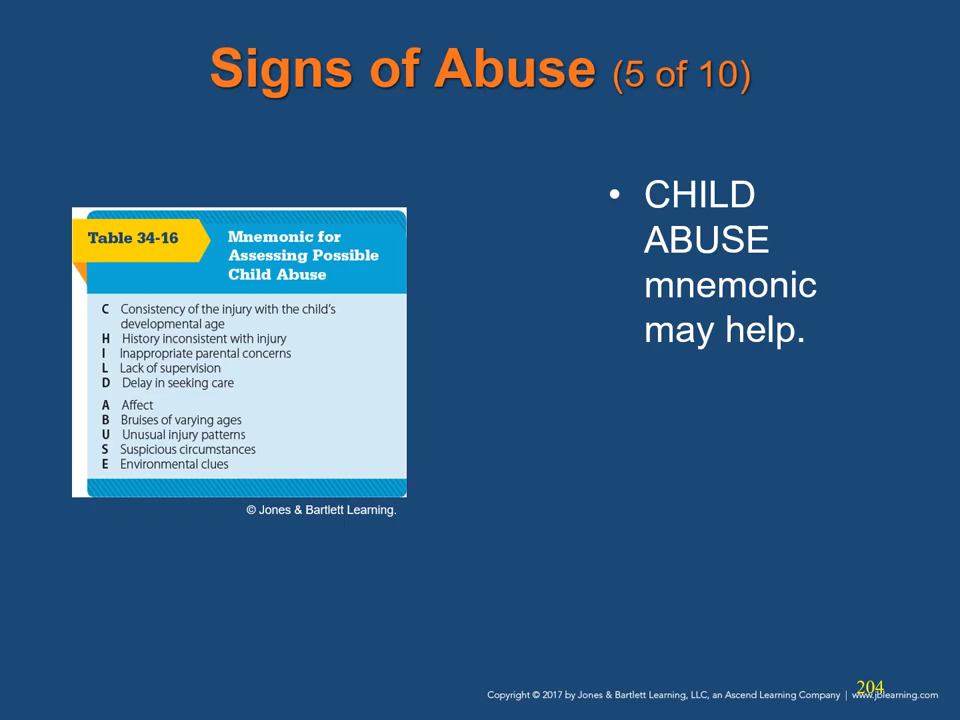 Signs of Abuse (5 of 10)
Table 34-16
Mnemonic for
Assessing Possible
Child Abuse
C Consistency of the injury with the child's
developmental age
H History inconsistent with injury
I Inappropriate parental concerns
L Lack of supervision
D Delay in seeking care
A Affect
B Bruises of varying ages
U Unusual injury patterns
S Suspicious circumstances
E Environmental clues
© Jones & Bartlett Learning.
• CHILD
ABUSE
mnemonic
may help.
204
Copyright © 2017 by Jones & Bartlett Learning, LLC, an Ascend Learning Company | www.jblearning.com